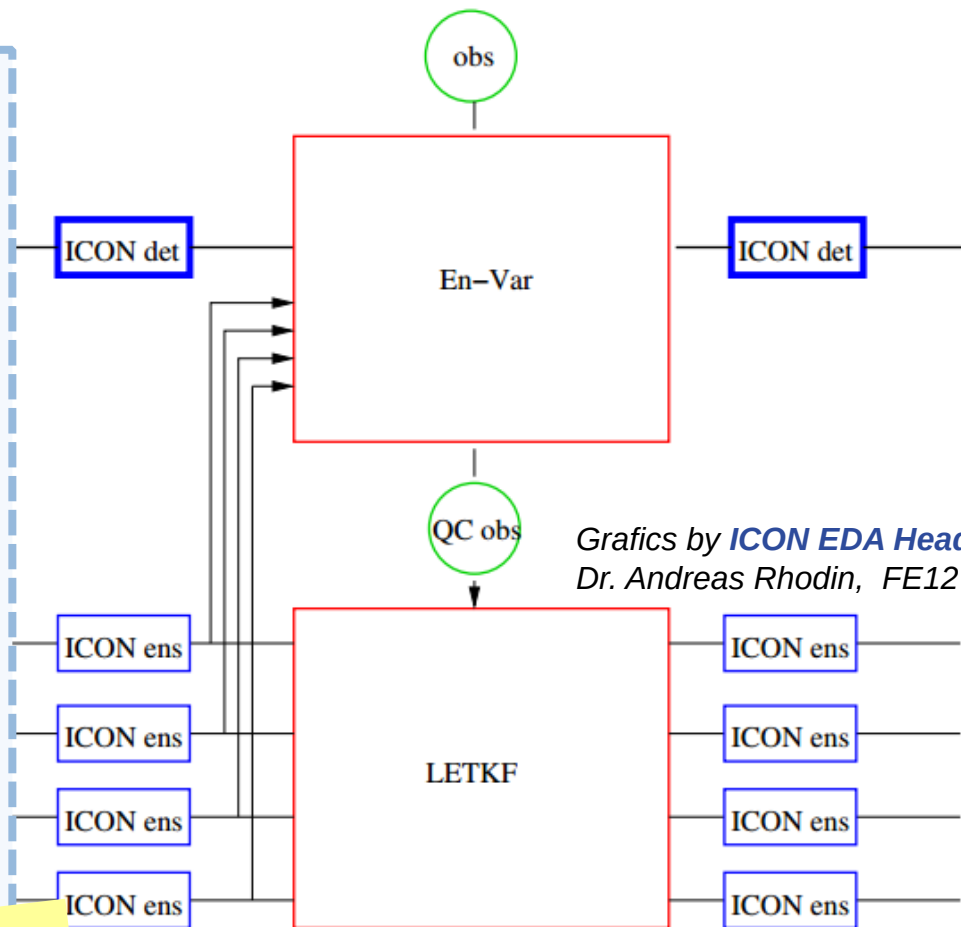 obs
ICON det
En–Var
ICON det
QC obs
Grafics by ICON EDA Head
Dr. Andreas Rhodin, FE12
ICON ens
ICON ens
ICON ens
ICON ens
LETKF
ICON ens
ICON ens
ICON ens
ICON ens